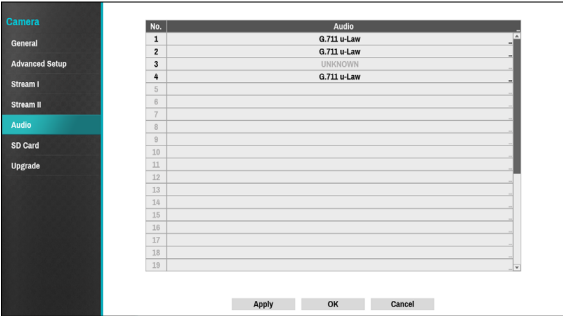 Camera
General
Advanced Setup
Stream I
Stream II
Audio
SD Card
Upgrade
No. Audio
1 G.711 u-Law
2 G.711 u-Law
3 UNKNOWN
4 G.711 u-Law
5
6
7
8
9
10
11
12
13
14
15
16
17
18
19
Apply OK Cancel